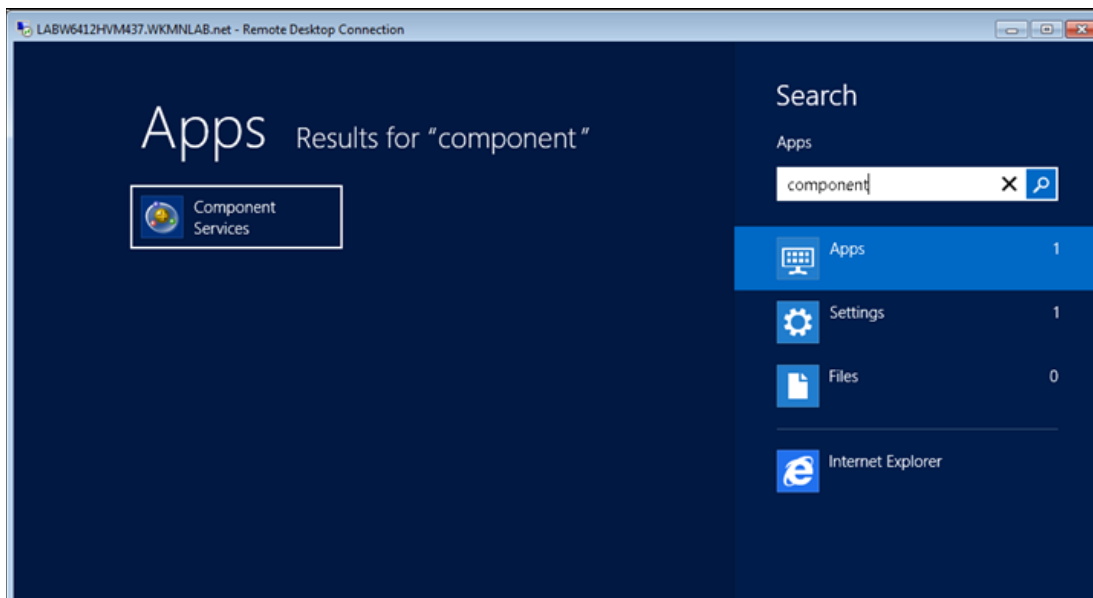 LABW6412HVM437.WKMNLAB.net - Remote Desktop Connection
Apps Results for “component”
Component
Services
Search
Apps
component
Apps 1
Settings 1
Files 0
Internet Explorer